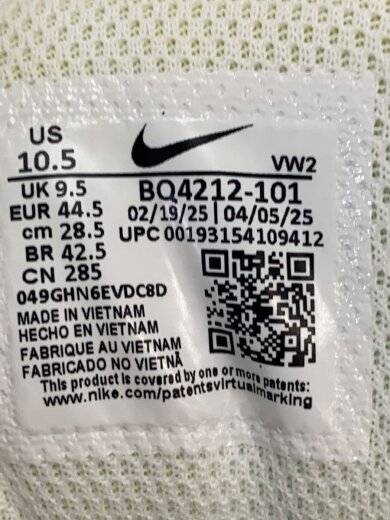 US
10.5
VW2
UK 9.5
BQ4212-101
EUR 44.5
02/19/25 | 04/05/25
cm 28.5
UPC 00193154109412
BR 42.5
CN 285
049GHN6EVDC8D
MADE IN VIETNAM
HECHO EN VIETNAM
FABRIQUE AU VIETNAM
FABRICADO NO VIETNÃ
This product is covered by one or more patents:
www.nike.com/patentsvirtualmarking